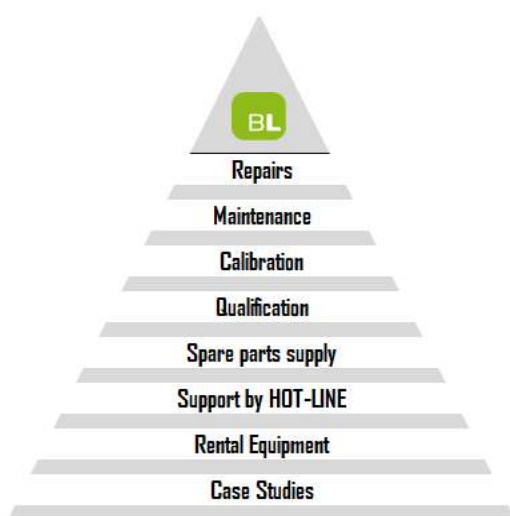 BL
Repairs
Maintenance
Calibration
Qualification
Spare parts supply
Support by HOT-LINE
Rental Equipment
Case Studies